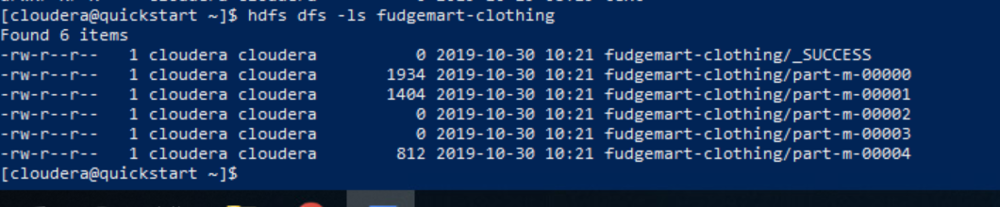 [cloudera@quickstart ~]$ hdfs dfs -ls fudgemart-clothing
Found 6 items
-rw-r--r--   1 cloudera cloudera          0 2019-10-30 10:21 fudgemart-clothing/_SUCCESS
-rw-r--r--   1 cloudera cloudera       1934 2019-10-30 10:21 fudgemart-clothing/part-m-00000
-rw-r--r--   1 cloudera cloudera       1404 2019-10-30 10:21 fudgemart-clothing/part-m-00001
-rw-r--r--   1 cloudera cloudera          0 2019-10-30 10:21 fudgemart-clothing/part-m-00002
-rw-r--r--   1 cloudera cloudera          0 2019-10-30 10:21 fudgemart-clothing/part-m-00003
-rw-r--r--   1 cloudera cloudera        812 2019-10-30 10:21 fudgemart-clothing/part-m-00004
[cloudera@quickstart ~]$